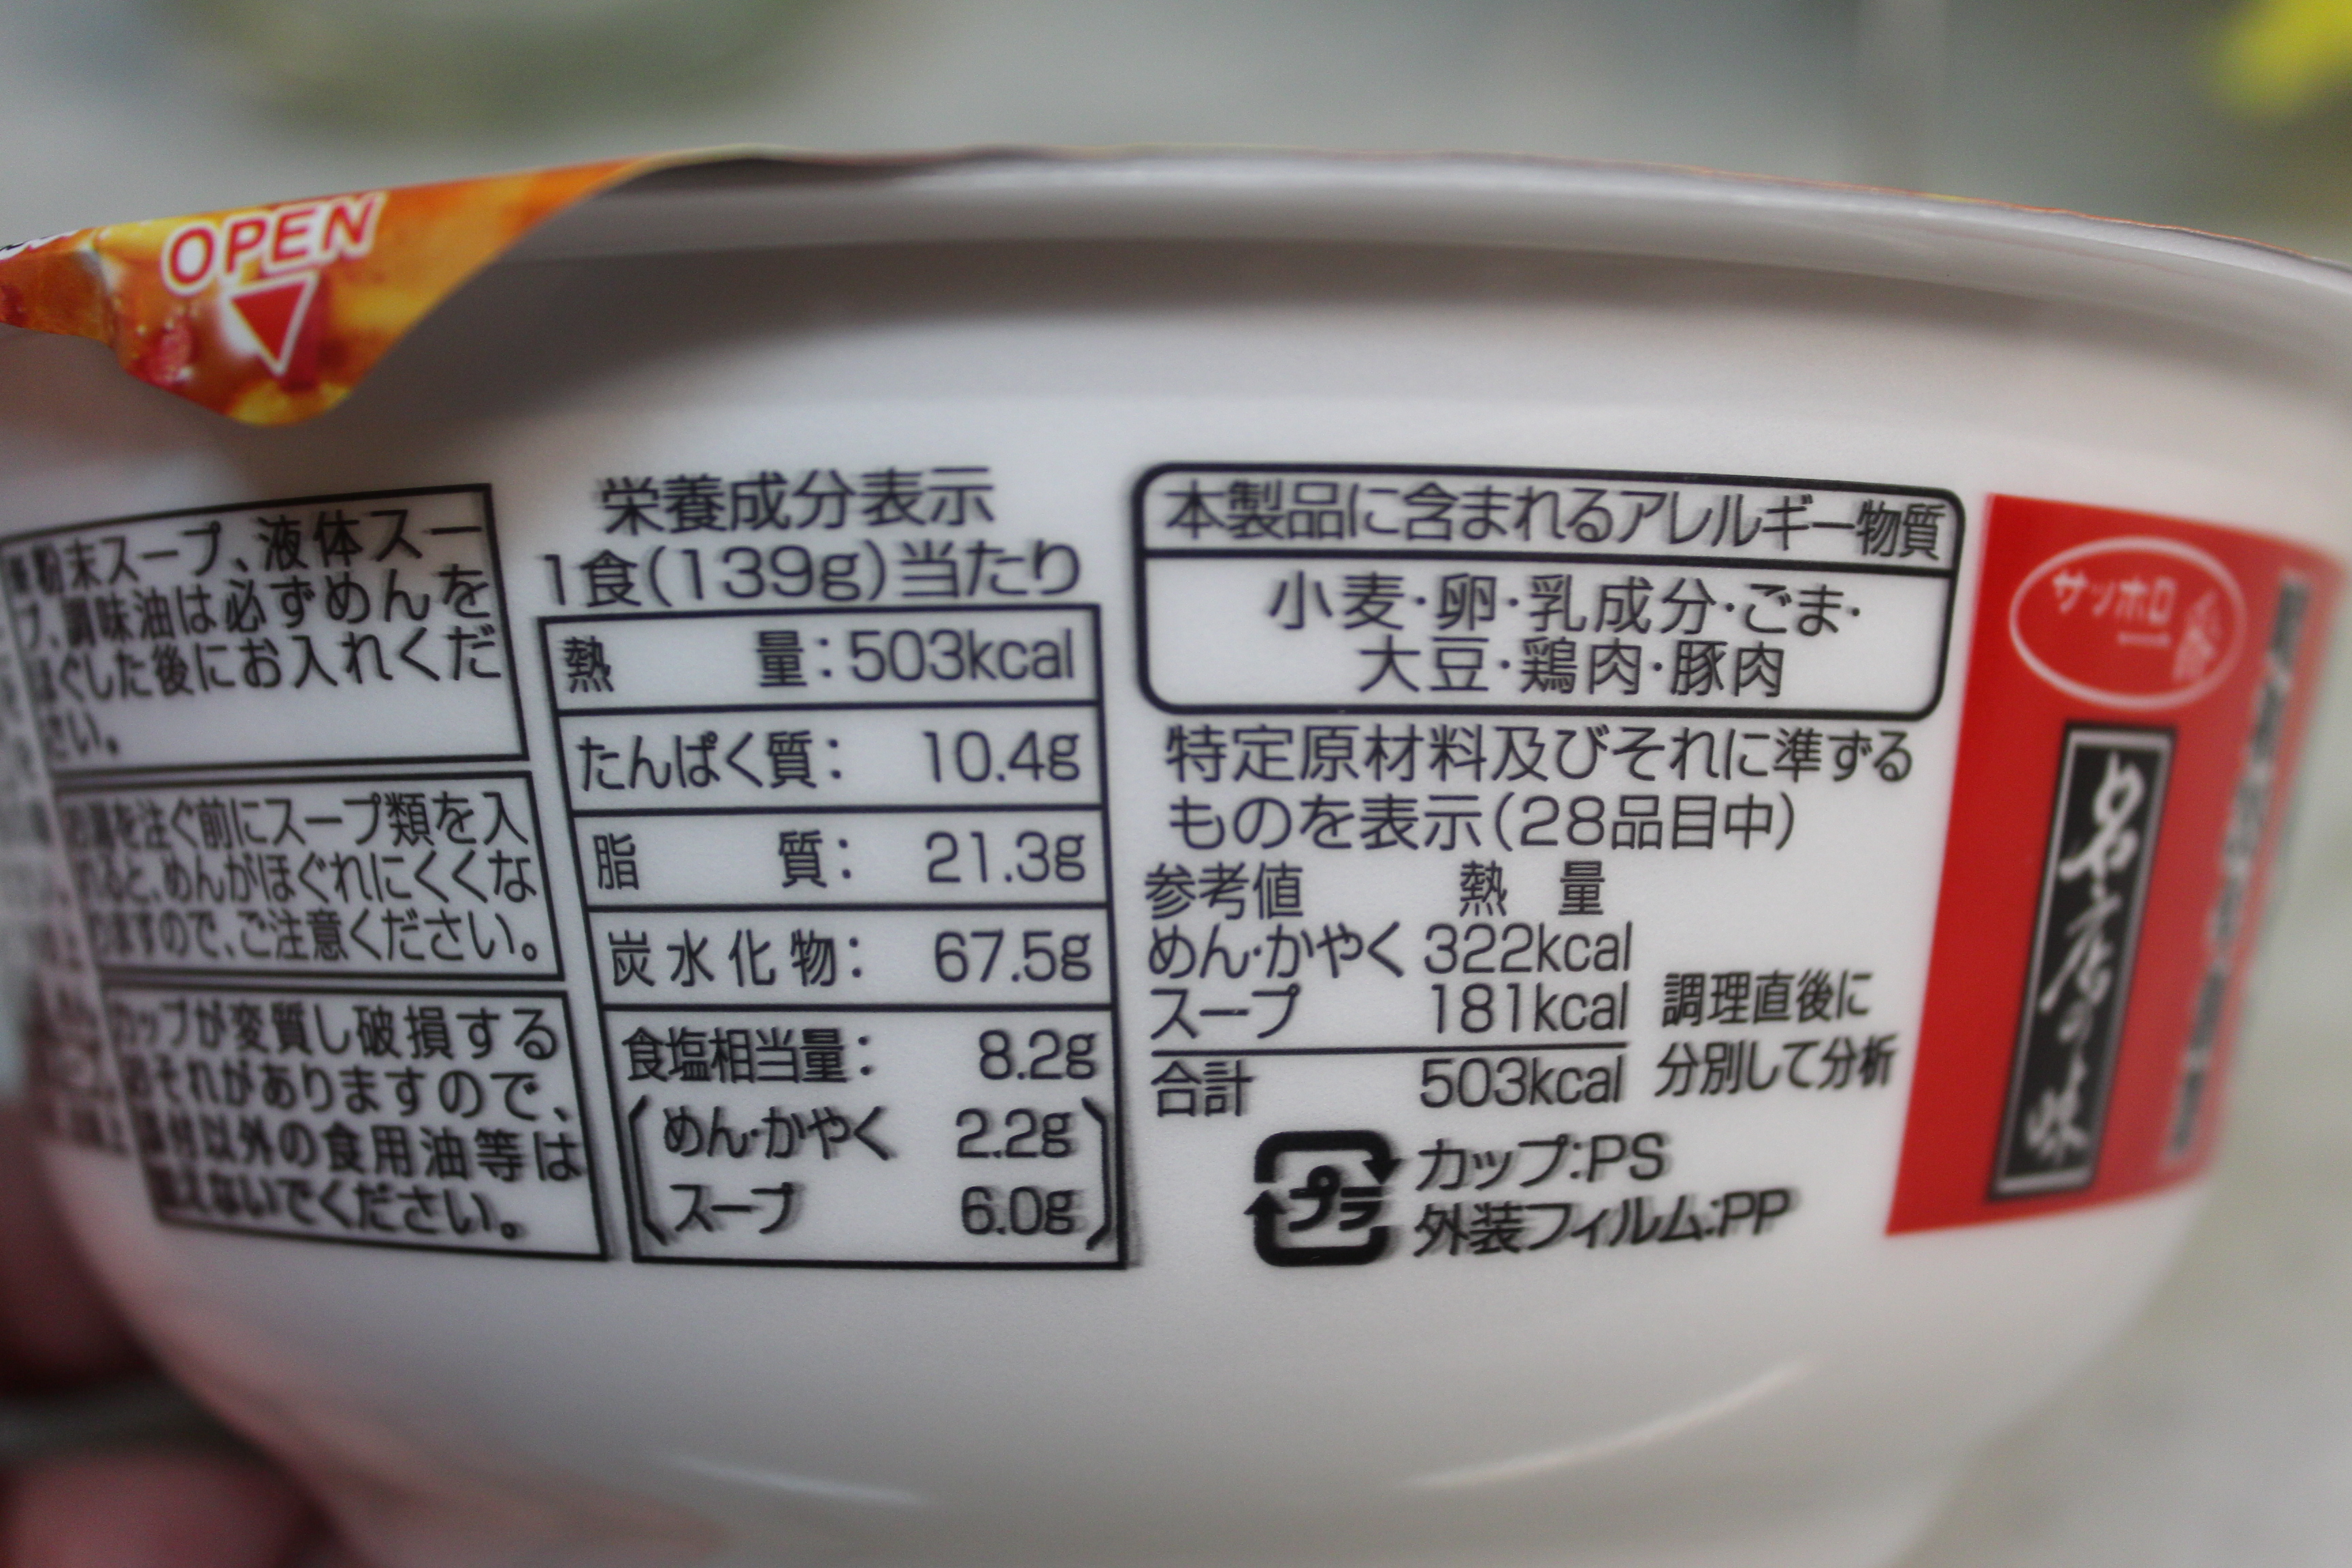 OPEN
粉末スープ、液体スー
プ、調味油は必ずめんを
ほぐした後にお入れくだ
さい。
を注ぐ前にスープ類を入
れると、めんがほぐれにくくな
りますので、ご注意ください。
カップが変質し破損する
おそれがありますので、
付以外の食用油等は
えないでください。
栄養成分表示
1食(139g)当たり
熱量:503kcal
たんぱく質: 10.4g
脂質: 21.3g
炭水化物: 67.5g
食塩相当量: 8.2g
(めん・かやく 2.2g
スープ 6.0g)
本製品に含まれるアレルギー物質
小麦・卵・乳成分・ごま・
大豆・鶏肉・豚肉
特定原材料及びそれに準ずる
ものを表示(28品目中)
参考値 熱量
めん・かやく 322kcal
スープ 181kcal
合計 503kcal
調理直後に
分別して分析
プラ
カップ:PS
外装フィルム:PP
サッポロ
名店の味